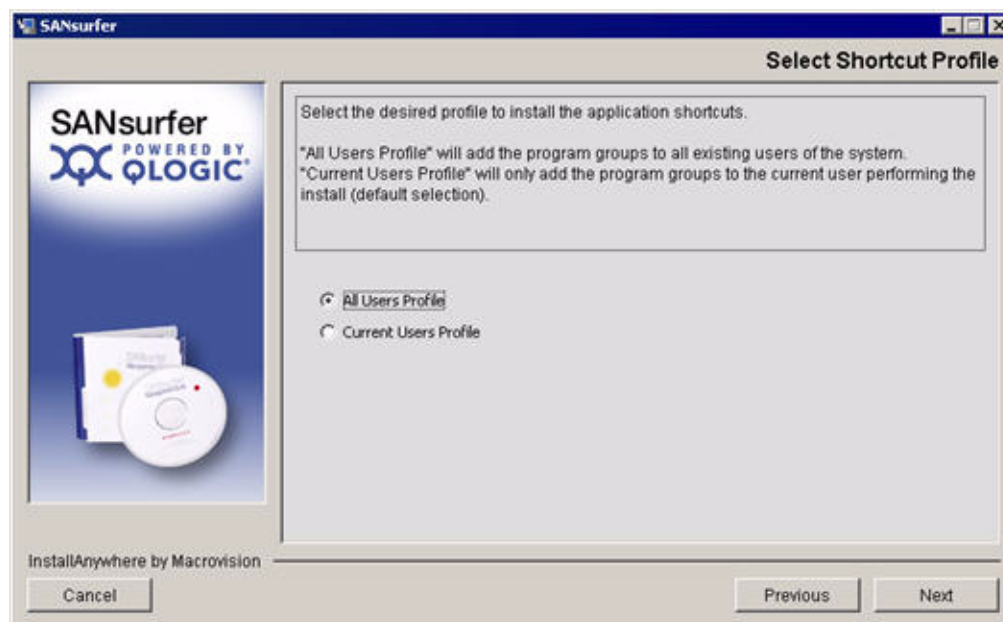 SANsurfer
Select Shortcut Profile
SANsurfer
POWERED BY
QLOGIC
Select the desired profile to install the application shortcuts.
"All Users Profile" will add the program groups to all existing users of the system.
"Current Users Profile" will only add the program groups to the current user performing the
install (default selection).
All Users Profile
Current Users Profile
InstallAnywhere by Macrovision
Cancel
Previous
Next